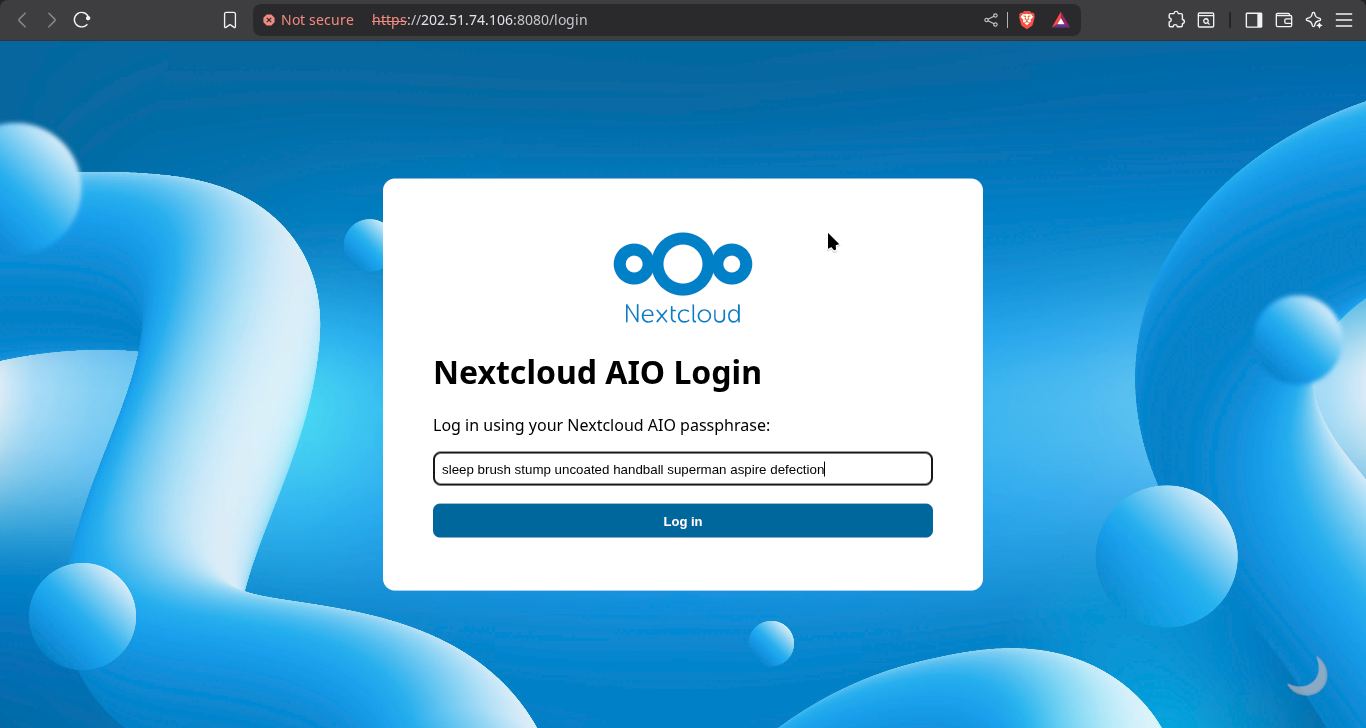 Not secure https://202.51.74.106:8080/login
Nextcloud
Nextcloud AIO Login
Log in using your Nextcloud AIO passphrase:
sleep brush stump uncoated handball superman aspire defection
Log in